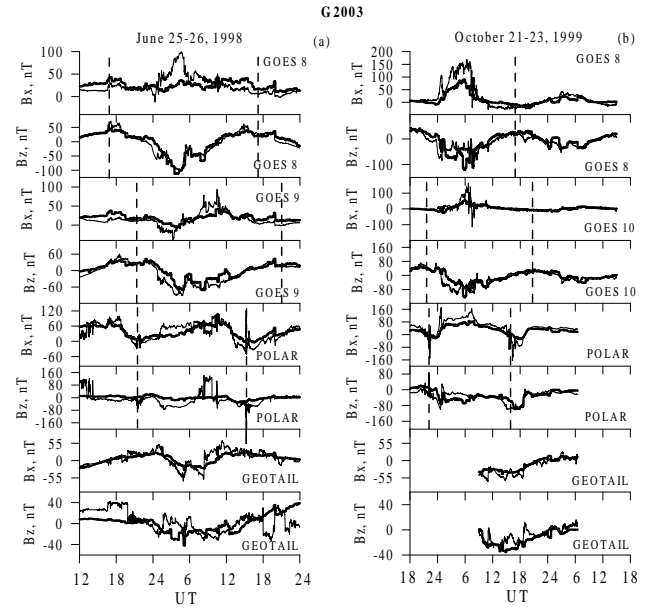 G2003
June 25-26, 1998 (a)
Bx, nT 100 50 0 GOES 8
Bz, nT 50 0 -50 -100 GOES 8
Bx, nT 100 50 0 GOES 9
Bz, nT 60 0 -60 GOES 9
Bx, nT 120 60 0 -60 POLAR
Bz, nT 160 80 0 -80 -160 POLAR
Bx, nT 55 0 -55 GEOTAIL
Bz, nT 40 0 -40 GEOTAIL
12 18 24 6 12 18 24
UT
October 21-23, 1999 (b)
Bx, nT 200 150 100 50 0 GOES 8
Bz, nT 0 -100 GOES 8
Bx, nT 100 0 -100 GOES 10
Bz, nT 160 80 0 -80 GOES 10
Bx, nT 160 80 0 -80 -160 POLAR
Bz, nT 80 0 -80 -160 POLAR
Bx, nT 55 0 -55 GEOTAIL
Bz, nT 40 0 -40 GEOTAIL
18 24 6 12 18 24 6 12 18
UT